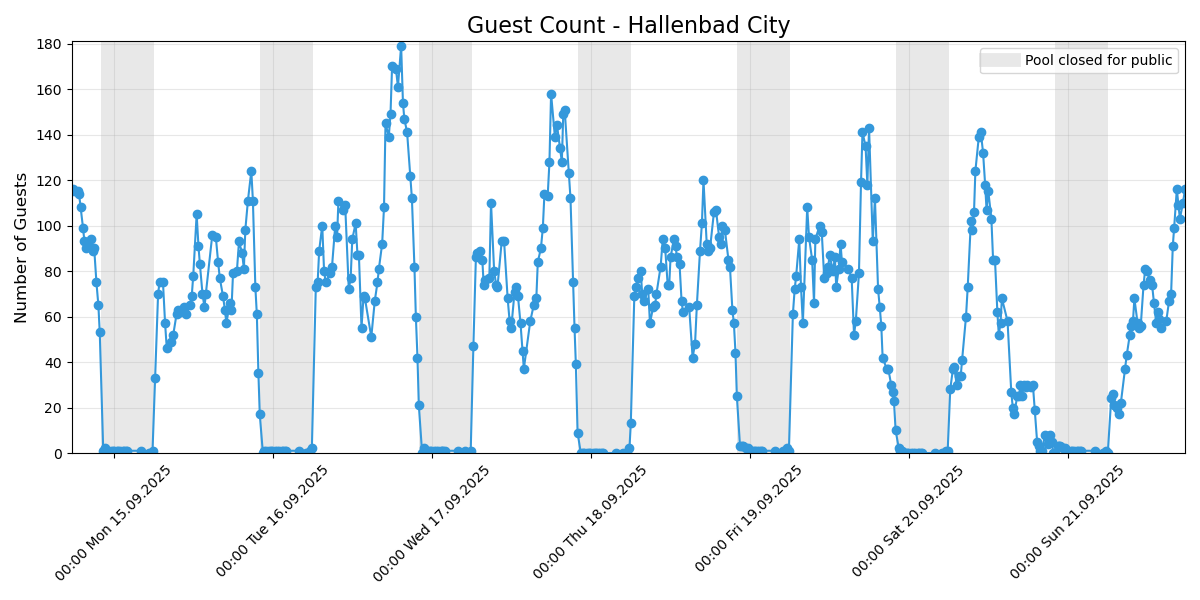 Guest Count - Hallenbad City
Pool closed for public
Number of Guests
180
160
140
120
100
80
60
40
20
0
00:00 Mon 15.09.2025
00:00 Tue 16.09.2025
00:00 Wed 17.09.2025
00:00 Thu 18.09.2025
00:00 Fri 19.09.2025
00:00 Sat 20.09.2025
00:00 Sun 21.09.2025